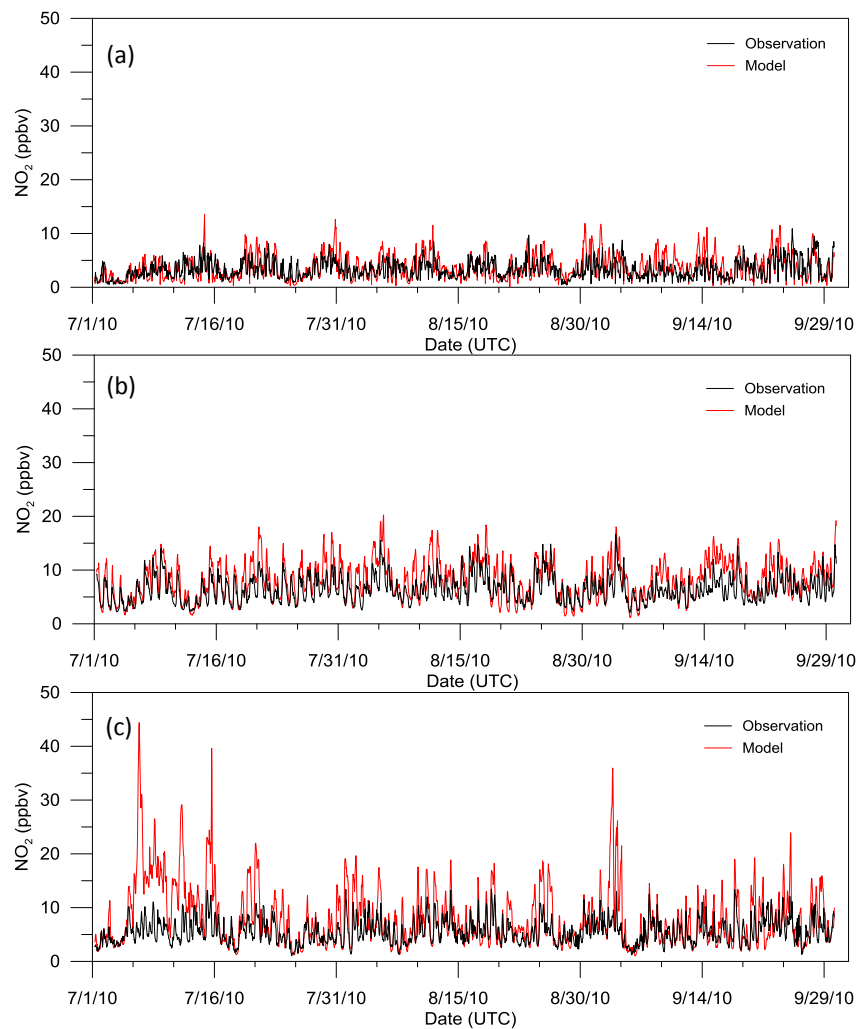 50
(a)
Observation
Model
40
30
20
10
0
NO2 (ppbv)
7/1/10 7/16/10 7/31/10 8/15/10 8/30/10 9/14/10 9/29/10
Date (UTC)
50
(b)
Observation
Model
40
30
20
10
0
NO2 (ppbv)
7/1/10 7/16/10 7/31/10 8/15/10 8/30/10 9/14/10 9/29/10
Date (UTC)
50
(c)
Observation
Model
40
30
20
10
0
NO2 (ppbv)
7/1/10 7/16/10 7/31/10 8/15/10 8/30/10 9/14/10 9/29/10
Date (UTC)